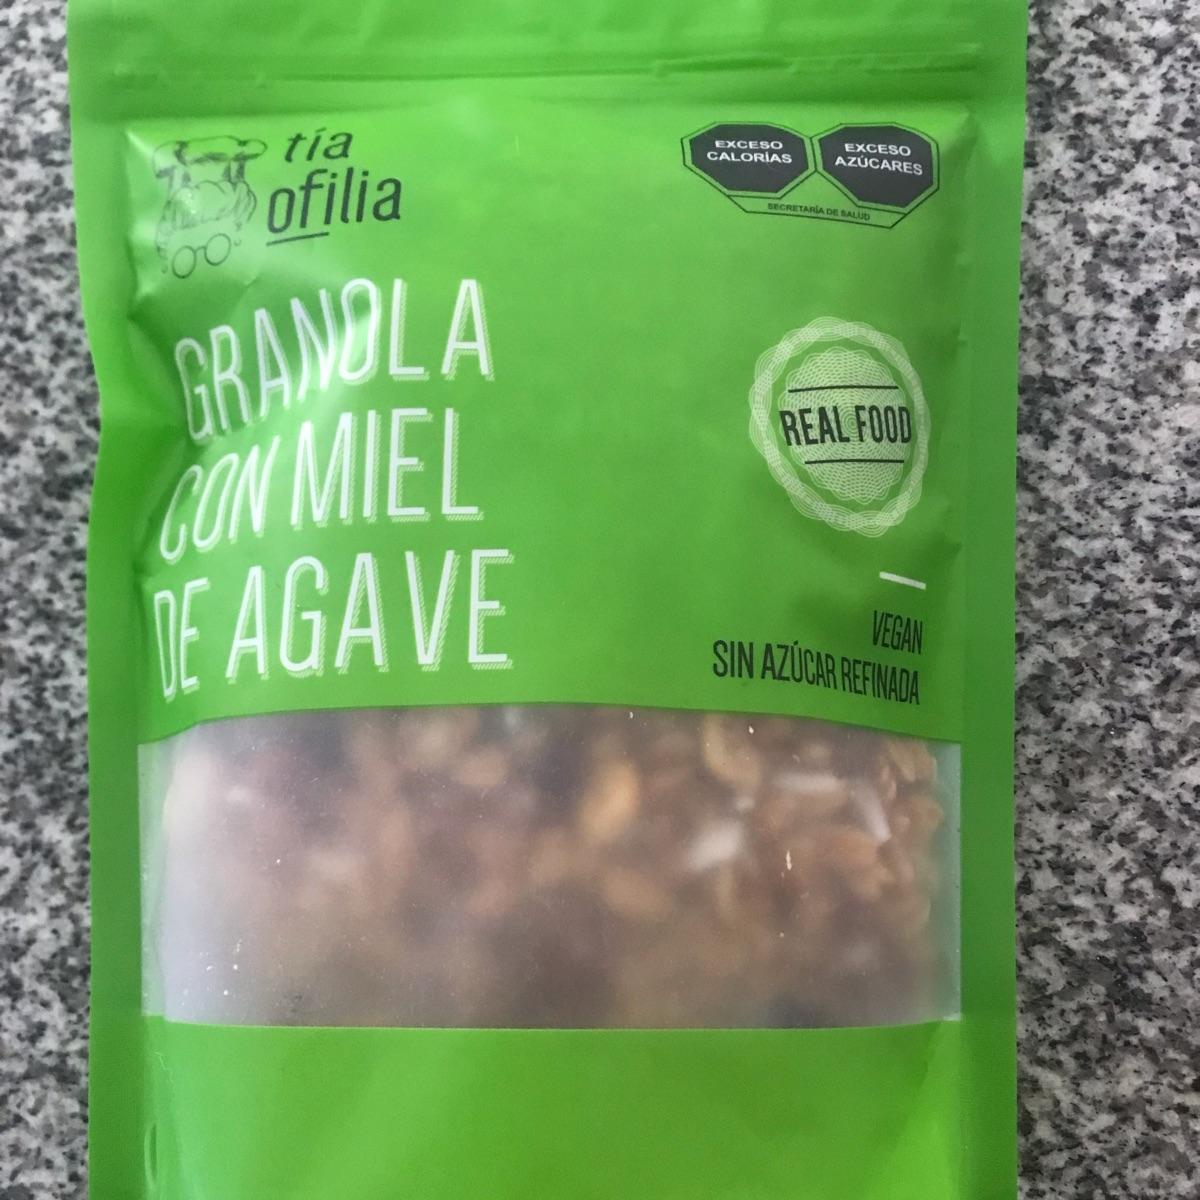 tía
ofilia
EXCESO
CALORÍAS
EXCESO
AZÚCARES
SECRETARÍA DE SALUD
GRANOLA
CON MIEL
DE AGAVE
REAL FOOD
VEGAN
SIN AZÚCAR REFINADA